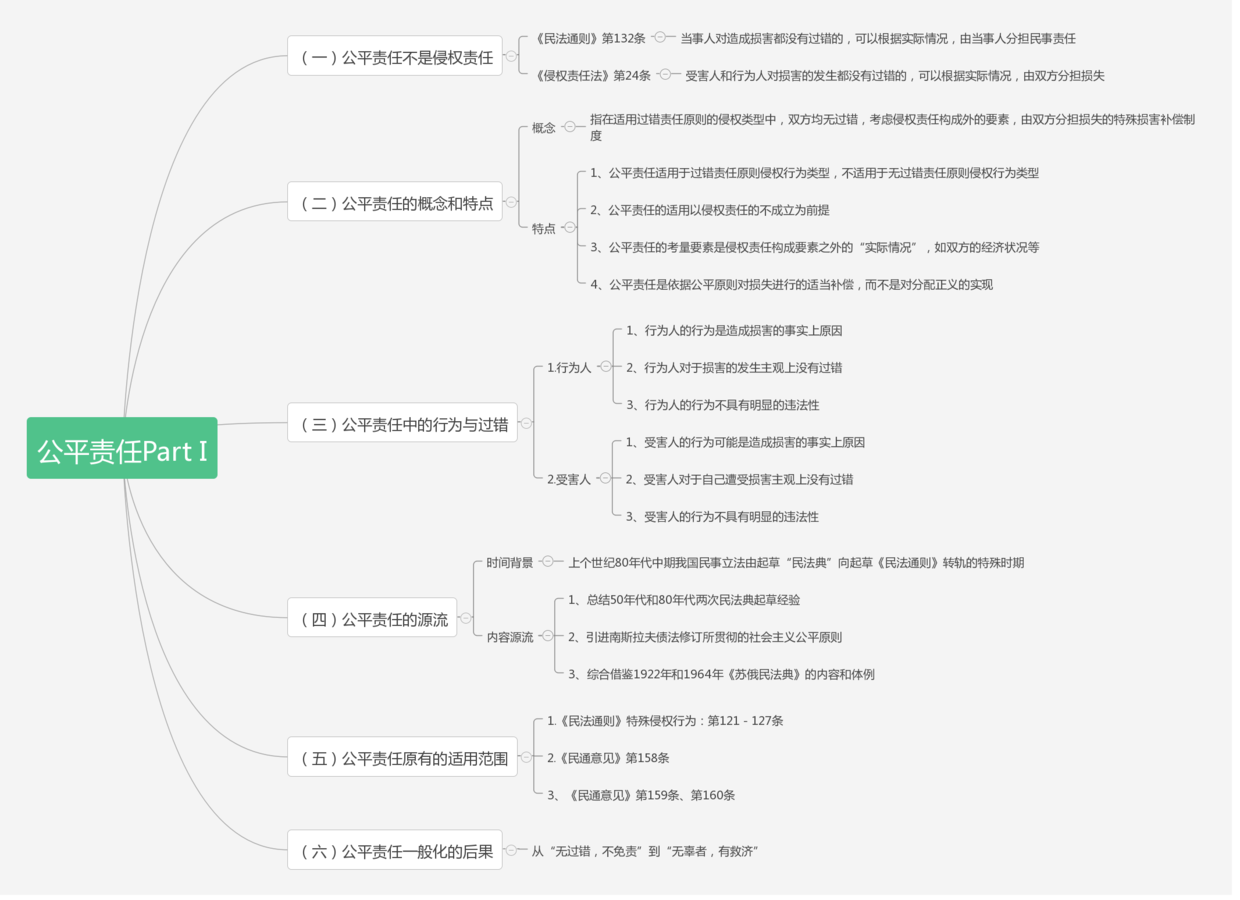 公平责任Part I
（一）公平责任不是侵权责任
《民法通则》第132条
当事人对造成损害都没有过错的，可以根据实际情况，由当事人分担民事责任
《侵权责任法》第24条
受害人和行为人对损害的发生都没有过错的，可以根据实际情况，由双方分担损失
（二）公平责任的概念和特点
概念
指在适用过错责任原则的侵权类型中，双方均无过错，考虑侵权责任构成外的要素，由双方分担损失的特殊损害补偿制
度
特点
1、公平责任适用于过错责任原则侵权行为类型，不适用于无过错责任原则侵权行为类型
2、公平责任的适用以侵权责任的不成立为前提
3、公平责任的考量要素是侵权责任构成要素之外的“实际情况”，如双方的经济状况等
4、公平责任是依据公平原则对损失进行的适当补偿，而不是对分配正义的实现
（三）公平责任中的行为与过错
1.行为人
1、行为人的行为是造成损害的事实上原因
2、行为人对于损害的发生主观上没有过错
3、行为人的行为不具有明显的违法性
2.受害人
1、受害人的行为可能是造成损害的事实上原因
2、受害人对于自己遭受损害主观上没有过错
3、受害人的行为不具有明显的违法性
（四）公平责任的源流
时间背景
上个世纪80年代中期我国民事立法由起草“民法典”向起草《民法通则》转轨的特殊时期
内容源流
1、总结50年代和80年代两次民法典起草经验
2、引进南斯拉夫债法修订所贯彻的社会主义公平原则
3、综合借鉴1922年和1964年《苏俄民法典》的内容和体例
（五）公平责任原有的适用范围
1.《民法通则》特殊侵权行为：第121－127条
2.《民通意见》第158条
3、《民通意见》第159条、第160条
（六）公平责任一般化的后果
从“无过错，不免责”到“无辜者，有救济”